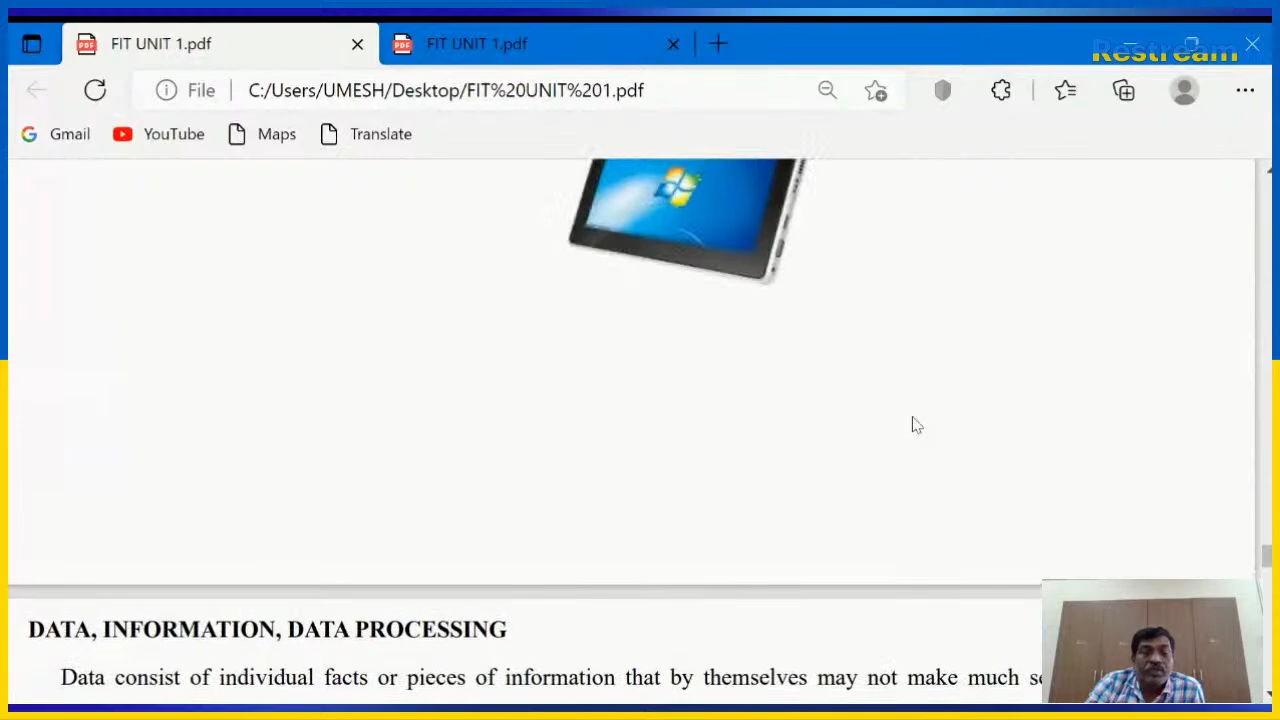 FIT UNIT 1.pdf
FIT UNIT 1.pdf
Restream
File
C:/Users/UMESH/Desktop/FIT%20UNIT%201.pdf
Gmail
YouTube
Maps
Translate
DATA, INFORMATION, DATA PROCESSING
Data consist of individual facts or pieces of information that by themselves may not make much